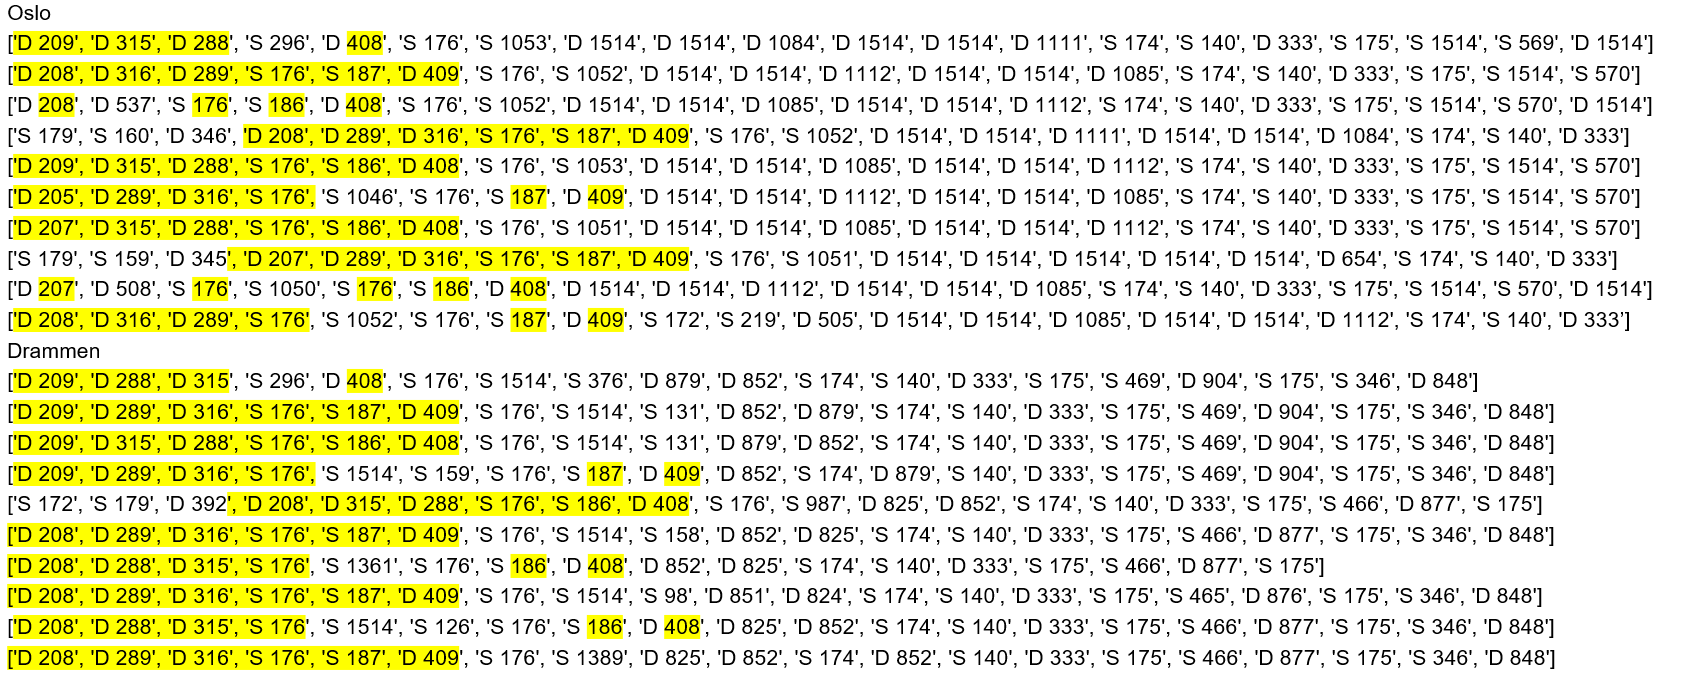 Oslo
['D 209', 'D 315', 'D 288', 'S 296', 'D 408', 'S 176', 'S 1053', 'D 1514', 'D 1514', 'D 1084', 'D 1514', 'D 1514', 'D 1111', 'S 174', 'S 140', 'D 333', 'S 175', 'S 1514', 'S 569', 'D 1514']
['D 208', 'D 316', 'D 289', 'S 176', 'S 187', 'D 409', 'S 176', 'S 1052', 'D 1514', 'D 1514', 'D 1112', 'D 1514', 'D 1514', 'D 1085', 'S 174', 'S 140', 'D 333', 'S 175', 'S 1514', 'S 570']
['D 208', 'D 537', 'S 176', 'S 186', 'D 408', 'S 176', 'S 1052', 'D 1514', 'D 1514', 'D 1085', 'D 1514', 'D 1514', 'D 1112', 'S 174', 'S 140', 'D 333', 'S 175', 'S 1514', 'S 570', 'D 1514']
['S 179', 'S 160', 'D 346', 'D 208', 'D 289', 'D 316', 'S 176', 'S 187', 'D 409', 'S 176', 'S 1052', 'D 1514', 'D 1514', 'D 1111', 'D 1514', 'D 1514', 'D 1084', 'S 174', 'S 140', 'D 333']
['D 209', 'D 315', 'D 288', 'S 176', 'S 186', 'D 408', 'S 176', 'S 1053', 'D 1514', 'D 1514', 'D 1085', 'D 1514', 'D 1514', 'D 1112', 'S 174', 'S 140', 'D 333', 'S 175', 'S 1514', 'S 570']
['D 205', 'D 289', 'D 316', 'S 176', 'S 1046', 'S 176', 'S 187', 'D 409', 'D 1514', 'D 1514', 'D 1112', 'D 1514', 'D 1514', 'D 1085', 'S 174', 'S 140', 'D 333', 'S 175', 'S 1514', 'S 570']
['D 207', 'D 315', 'D 288', 'S 176', 'S 186', 'D 408', 'S 176', 'S 1051', 'D 1514', 'D 1514', 'D 1085', 'D 1514', 'D 1514', 'D 1112', 'S 174', 'S 140', 'D 333', 'S 175', 'S 1514', 'S 570']
['S 179', 'S 159', 'D 345', 'D 207', 'D 289', 'D 316', 'S 176', 'S 187', 'D 409', 'S 176', 'S 1051', 'D 1514', 'D 1514', 'D 1514', 'D 1514', 'D 1514', 'D 654', 'S 174', 'S 140', 'D 333']
['D 207', 'D 508', 'S 176', 'S 1050', 'S 176', 'S 186', 'D 408', 'D 1514', 'D 1514', 'D 1112', 'D 1514', 'D 1514', 'D 1085', 'S 174', 'S 140', 'D 333', 'S 175', 'S 1514', 'S 570', 'D 1514']
['D 208', 'D 316', 'D 289', 'S 176', 'S 1052', 'S 176', 'S 187', 'D 409', 'S 172', 'S 219', 'D 505', 'D 1514', 'D 1514', 'D 1085', 'D 1514', 'D 1514', 'D 1112', 'S 174', 'S 140', 'D 333’]
Drammen
['D 209', 'D 288', 'D 315', 'S 296', 'D 408', 'S 176', 'S 1514', 'S 376', 'D 879', 'D 852', 'S 174', 'S 140', 'D 333', 'S 175', 'S 469', 'D 904', 'S 175', 'S 346', 'D 848']
['D 209', 'D 289', 'D 316', 'S 176', 'S 187', 'D 409', 'S 176', 'S 1514', 'S 131', 'D 852', 'D 879', 'S 174', 'S 140', 'D 333', 'S 175', 'S 469', 'D 904', 'S 175', 'S 346', 'D 848']
['D 209', 'D 315', 'D 288', 'S 176', 'S 186', 'D 408', 'S 176', 'S 1514', 'S 131', 'D 879', 'D 852', 'S 174', 'S 140', 'D 333', 'S 175', 'S 469', 'D 904', 'S 175', 'S 346', 'D 848']
['D 209', 'D 289', 'D 316', 'S 176', 'S 1514', 'S 159', 'S 176', 'S 187', 'D 409', 'D 852', 'S 174', 'D 879', 'S 140', 'D 333', 'S 175', 'S 469', 'D 904', 'S 175', 'S 346', 'D 848']
['S 172', 'S 179', 'D 392', 'D 208', 'D 315', 'D 288', 'S 176', 'S 186', 'D 408', 'S 176', 'S 987', 'D 825', 'D 852', 'S 174', 'S 140', 'D 333', 'S 175', 'S 466', 'D 877', 'S 175']
['D 208', 'D 289', 'D 316', 'S 176', 'S 187', 'D 409', 'S 176', 'S 1514', 'S 158', 'D 852', 'D 825', 'S 174', 'S 140', 'D 333', 'S 175', 'S 466', 'D 877', 'S 175', 'S 346', 'D 848']
['D 208', 'D 288', 'D 315', 'S 176', 'S 1361', 'S 176', 'S 186', 'D 408', 'D 852', 'D 825', 'S 174', 'S 140', 'D 333', 'S 175', 'S 466', 'D 877', 'S 175']
['D 208', 'D 289', 'D 316', 'S 176', 'S 187', 'D 409', 'S 176', 'S 1514', 'S 98', 'D 851', 'D 824', 'S 174', 'S 140', 'D 333', 'S 175', 'S 465', 'D 876', 'S 175', 'S 346', 'D 848']
['D 208', 'D 288', 'D 315', 'S 176', 'S 1514', 'S 126', 'S 176', 'S 186', 'D 408', 'D 825', 'D 852', 'S 174', 'S 140', 'D 333', 'S 175', 'S 466', 'D 877', 'S 175', 'S 346', 'D 848']
['D 208', 'D 289', 'D 316', 'S 176', 'S 187', 'D 409', 'S 176', 'S 1389', 'D 825', 'D 852', 'S 174', 'D 852', 'S 140', 'D 333', 'S 175', 'S 466', 'D 877', 'S 175', 'S 346', 'D 848']